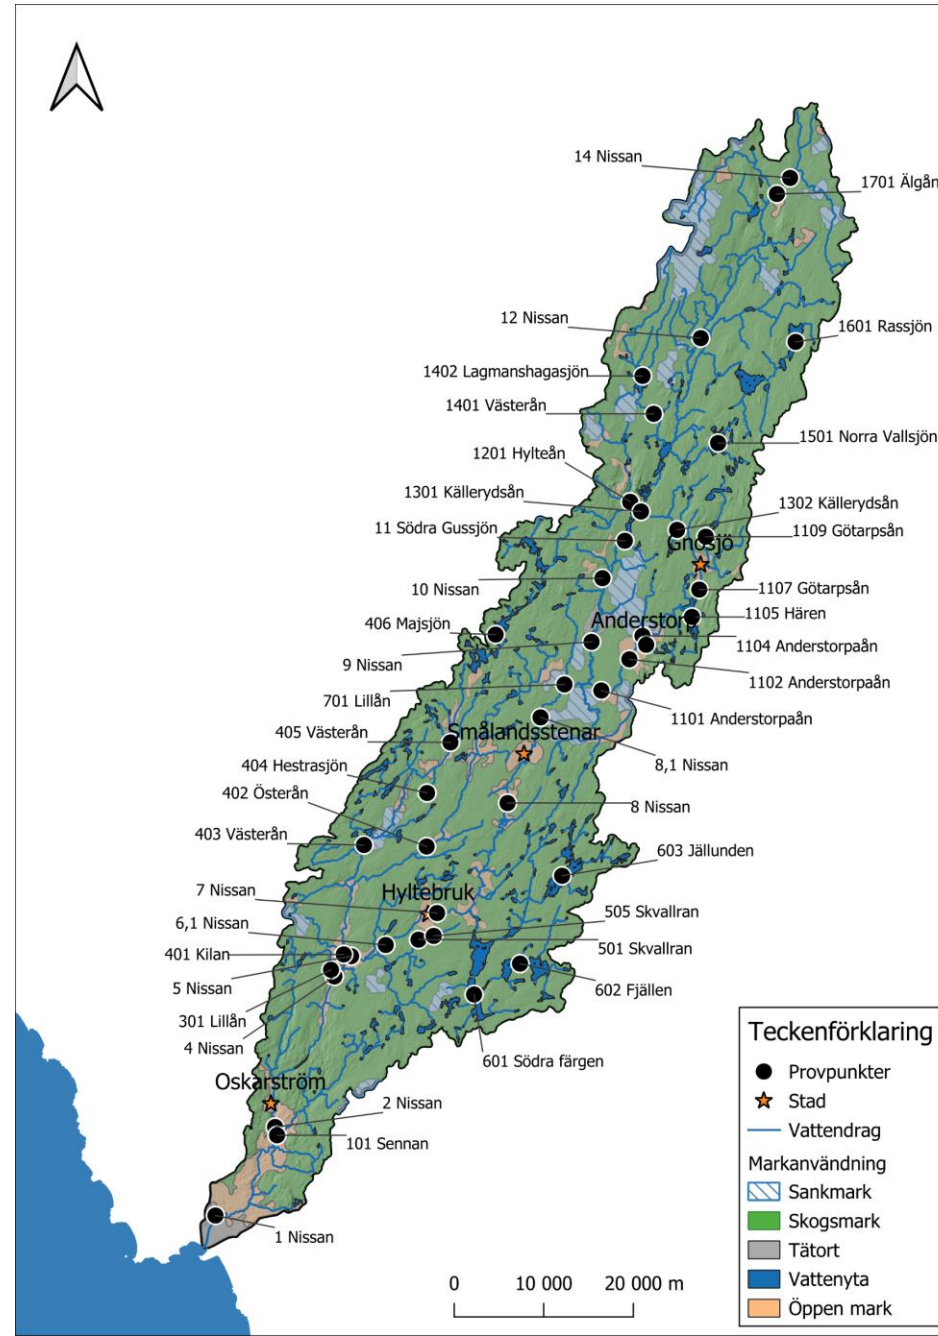 14 Nissan
1701 Älgån
12 Nissan
1601 Rassjön
1402 Lagmanshagasjön
1401 Västerån
1501 Norra Vallsjön
1201 Hylteån
1301 Källerydsån
1302 Källerydsån
11 Södra Gussjön
1109 Götarpsån
Gnosjö
10 Nissan
1107 Götarpsån
1105 Hären
406 Majsjön
Anderstorp
1104 Anderstorpaån
9 Nissan
1102 Anderstorpaån
701 Lillån
1101 Anderstorpaån
405 Västerån
Smålandsstenar
8,1 Nissan
404 Hestrasjön
402 Österån
8 Nissan
403 Västerån
603 Jällunden
7 Nissan
Hyltebruk
6,1 Nissan
505 Skvallran
401 Kilan
501 Skvallran
5 Nissan
602 Fjällen
301 Lillån
4 Nissan
601 Södra färgen
Oskarström
2 Nissan
101 Sennan
1 Nissan
0 10 000 20 000 m
Teckenförklaring
Provpunkter
Stad
Vattendrag
Markanvändning
Sankmark
Skogsmark
Tätort
Vattenyta
Öppen mark